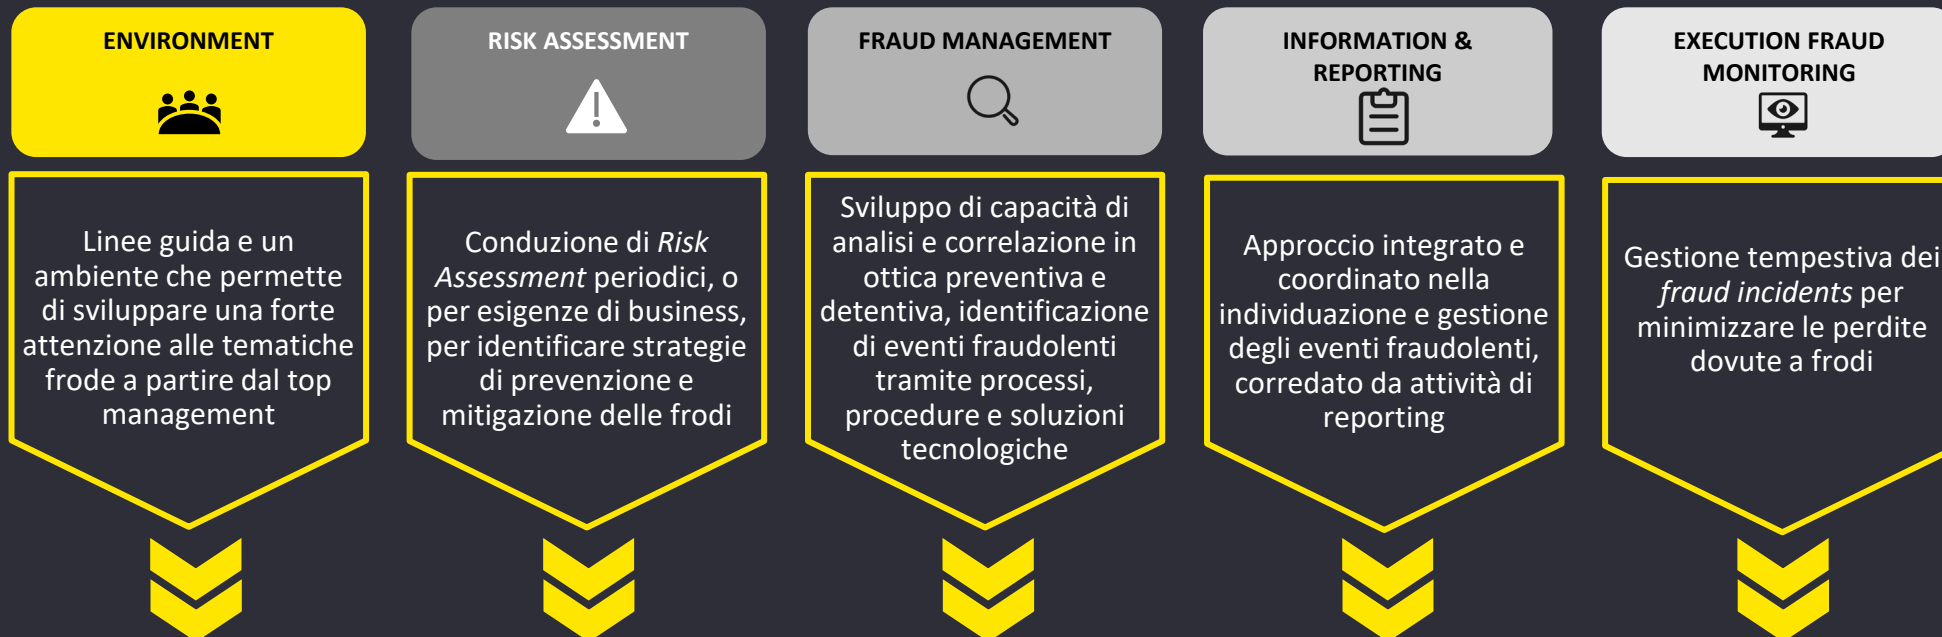 ENVIRONMENT
Linee guida e un
ambiente che permette
di sviluppare una forte
attenzione alle tematiche
frode a partire dal top
management
RISK ASSESSMENT
Conduzione di Risk
Assessment periodici, o
per esigenze di business,
per identificare strategie
di prevenzione e
mitigazione delle frodi
FRAUD MANAGEMENT
Sviluppo di capacità di
analisi e correlazione in
ottica preventiva e
detentiva, identificazione
di eventi fraudolenti
tramite processi,
procedure e soluzioni
tecnologiche
INFORMATION &
REPORTING
Approccio integrato e
coordinato nella
individuazione e gestione
degli eventi fraudolenti,
corredato da attività di
reporting
EXECUTION FRAUD
MONITORING
Gestione tempestiva dei
fraud incidents per
minimizzare le perdite
dovute a frodi